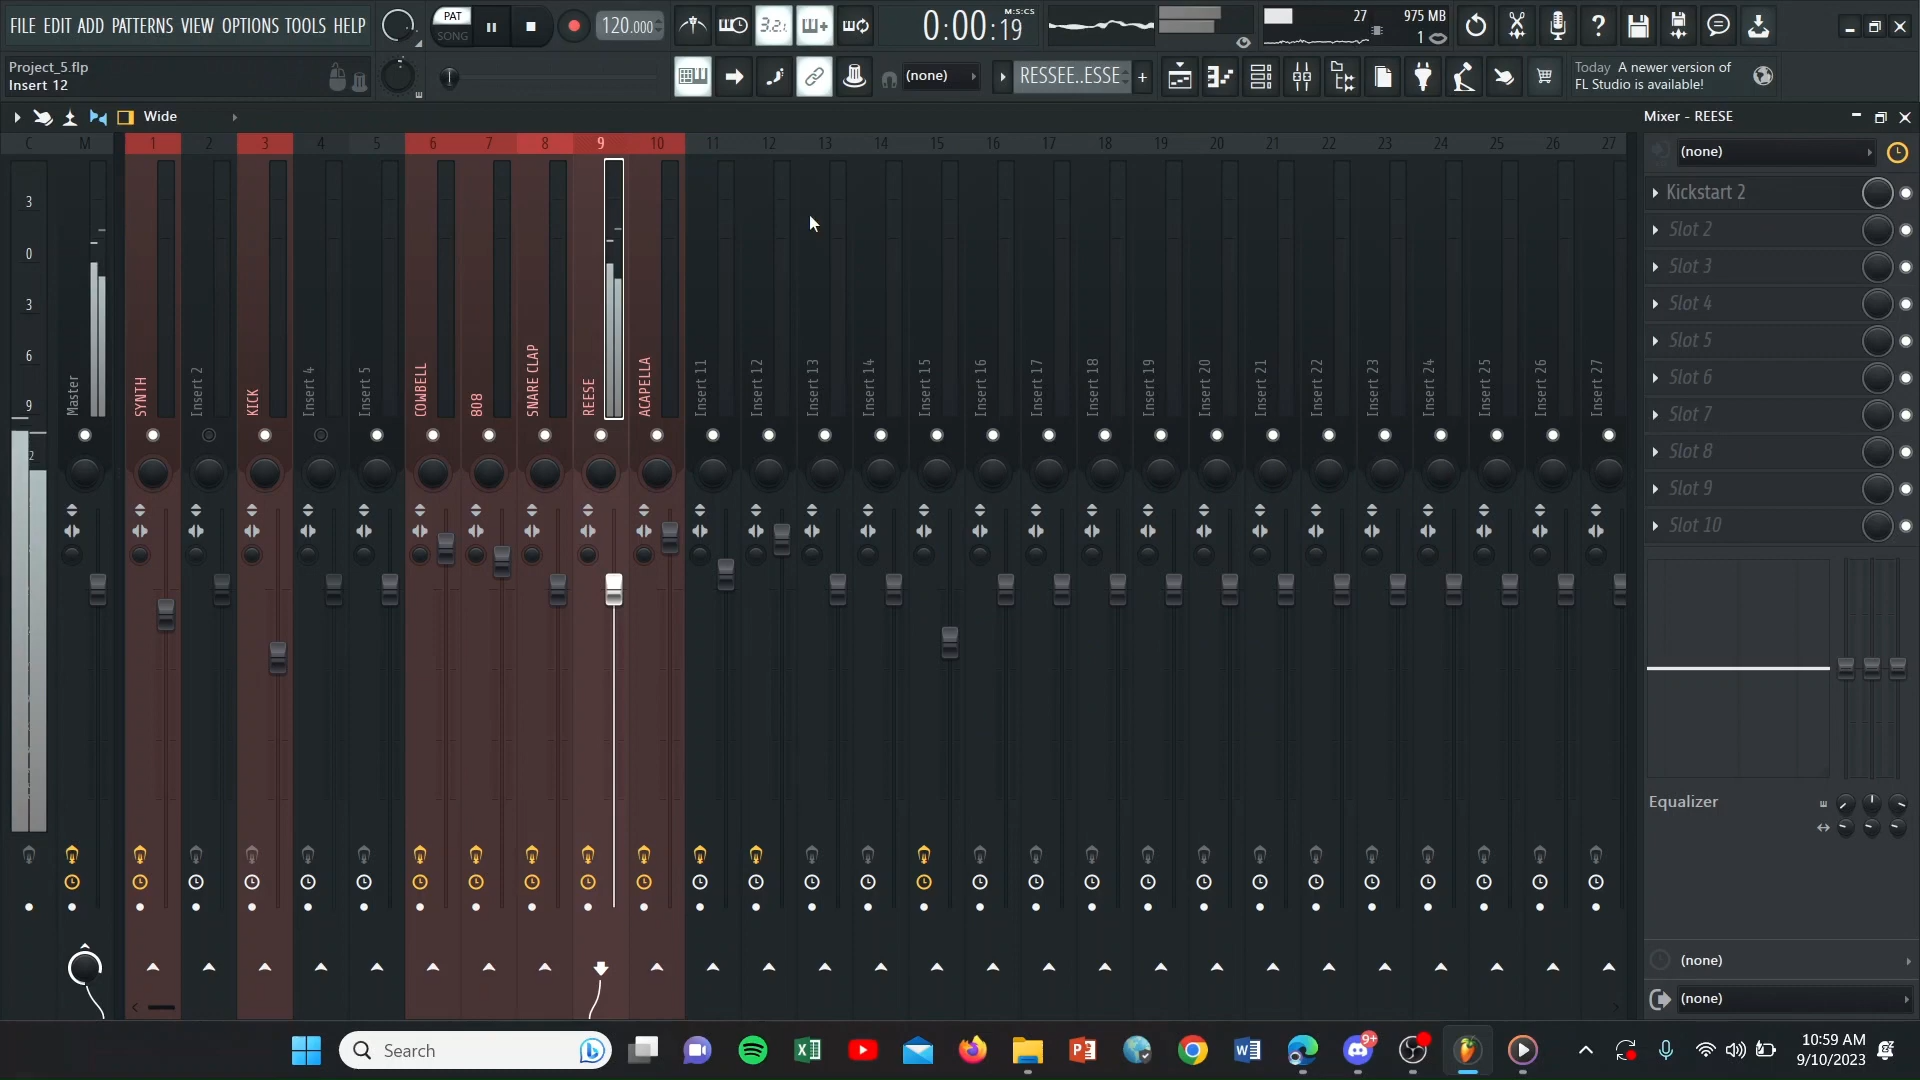 FILE EDIT ADD PATTERNS VIEW OPTIONS TOOLS HELP
PAT
SONG
120.000
3.2.
0:00:19
M:S:CS
27
975 MB
1
Project_5.flp
Insert 12
(none)
RESSEE..ESSE
+
Today A newer version of
FL Studio is available!
Wide
Mixer - REESE
C M 1 2 3 4 5 6 7 8 9 10 11 12 13 14 15 16 17 18 19 20 21 22 23 24 25 26 27
3
0
3
6
9
2
Master
SYNTH
Insert 2
KICK
Insert 4
Insert 5
COWBELL
808
SNARE CLAP
REESE
ACAPELLA
Insert 11
Insert 12
Insert 13
Insert 14
Insert 15
Insert 16
Insert 17
Insert 18
Insert 19
Insert 20
Insert 21
Insert 22
Insert 23
Insert 24
Insert 25
Insert 26
Insert 27
(none)
Kickstart 2
Slot 2
Slot 3
Slot 4
Slot 5
Slot 6
Slot 7
Slot 8
Slot 9
Slot 10
Equalizer
(none)
(none)
Search
9+
10:59 AM
9/10/2023